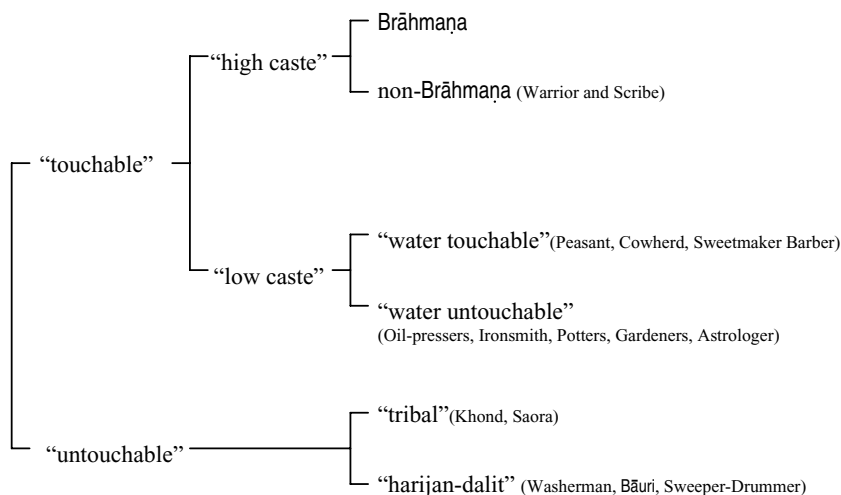 Brāhmaṇa
“high caste”
non-Brāhmaṇa (Warrior and Scribe)
“touchable”
“water touchable”(Peasant, Cowherd, Sweetmaker Barber)
“low caste”
“water untouchable”
(Oil-pressers, Ironsmith, Potters, Gardeners, Astrologer)
“tribal”(Khond, Saora)
“untouchable”
“harijan-dalit” (Washerman, Bāuri, Sweeper-Drummer)